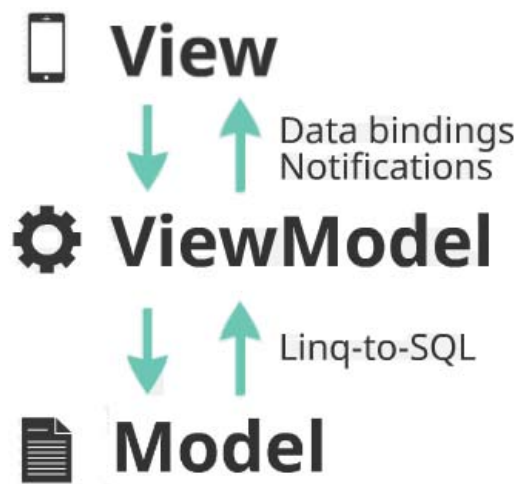 View
Data bindings
Notifications
ViewModel
Linq-to-SQL
Model